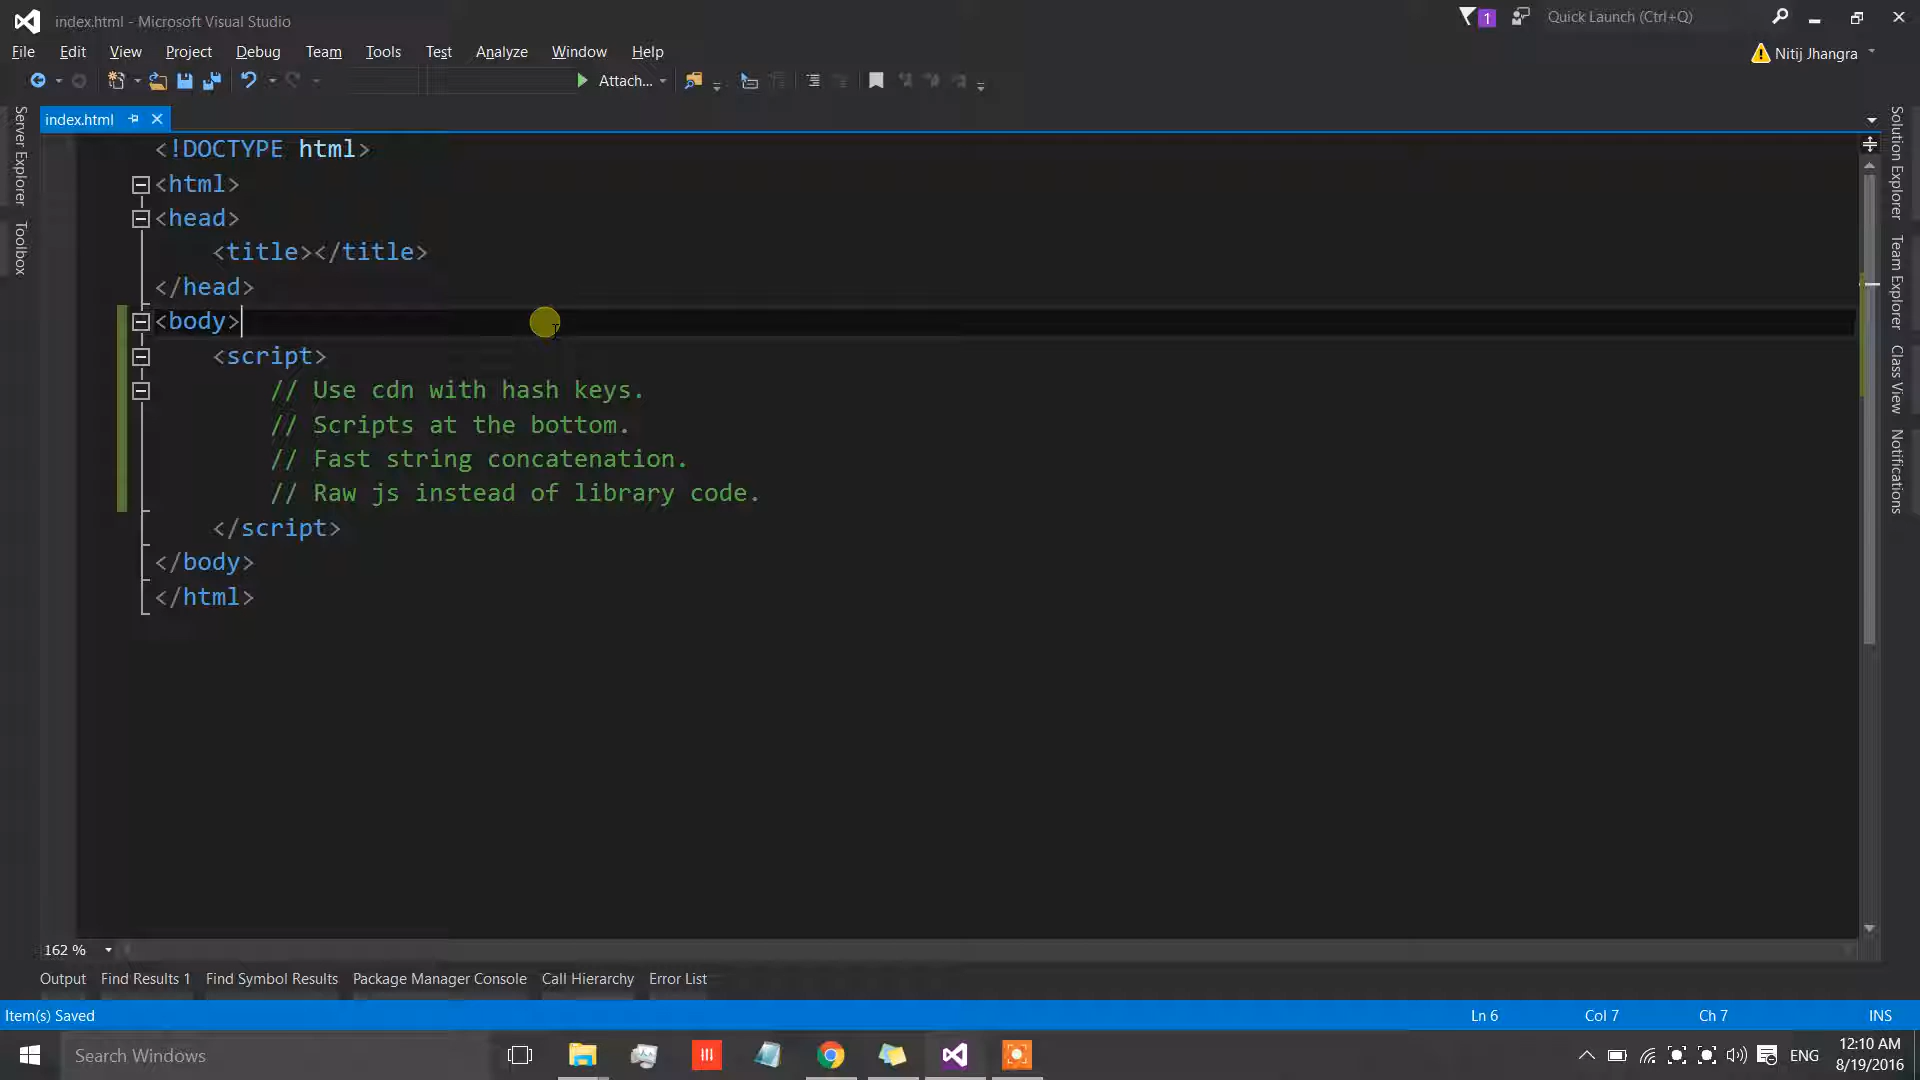 index.html - Microsoft Visual Studio
1
Quick Launch (Ctrl+Q)
File Edit View Project Debug Team Tools Test Analyze Window Help
Nitij Jhangra
Attach...
Server Explorer
Toolbox
index.html
<!DOCTYPE html>
<html>
<head>
<title></title>
</head>
<body>
<script>
// Use cdn with hash keys.
// Scripts at the bottom.
// Fast string concatenation.
// Raw js instead of library code.
</script>
</body>
</html>
Solution Explorer
Team Explorer
Class View
Notifications
162 %
Output Find Results 1 Find Symbol Results Package Manager Console Call Hierarchy Error List
Item(s) Saved Ln 6 Col 7 Ch 7 INS
Search Windows
ENG
12:10 AM
8/19/2016